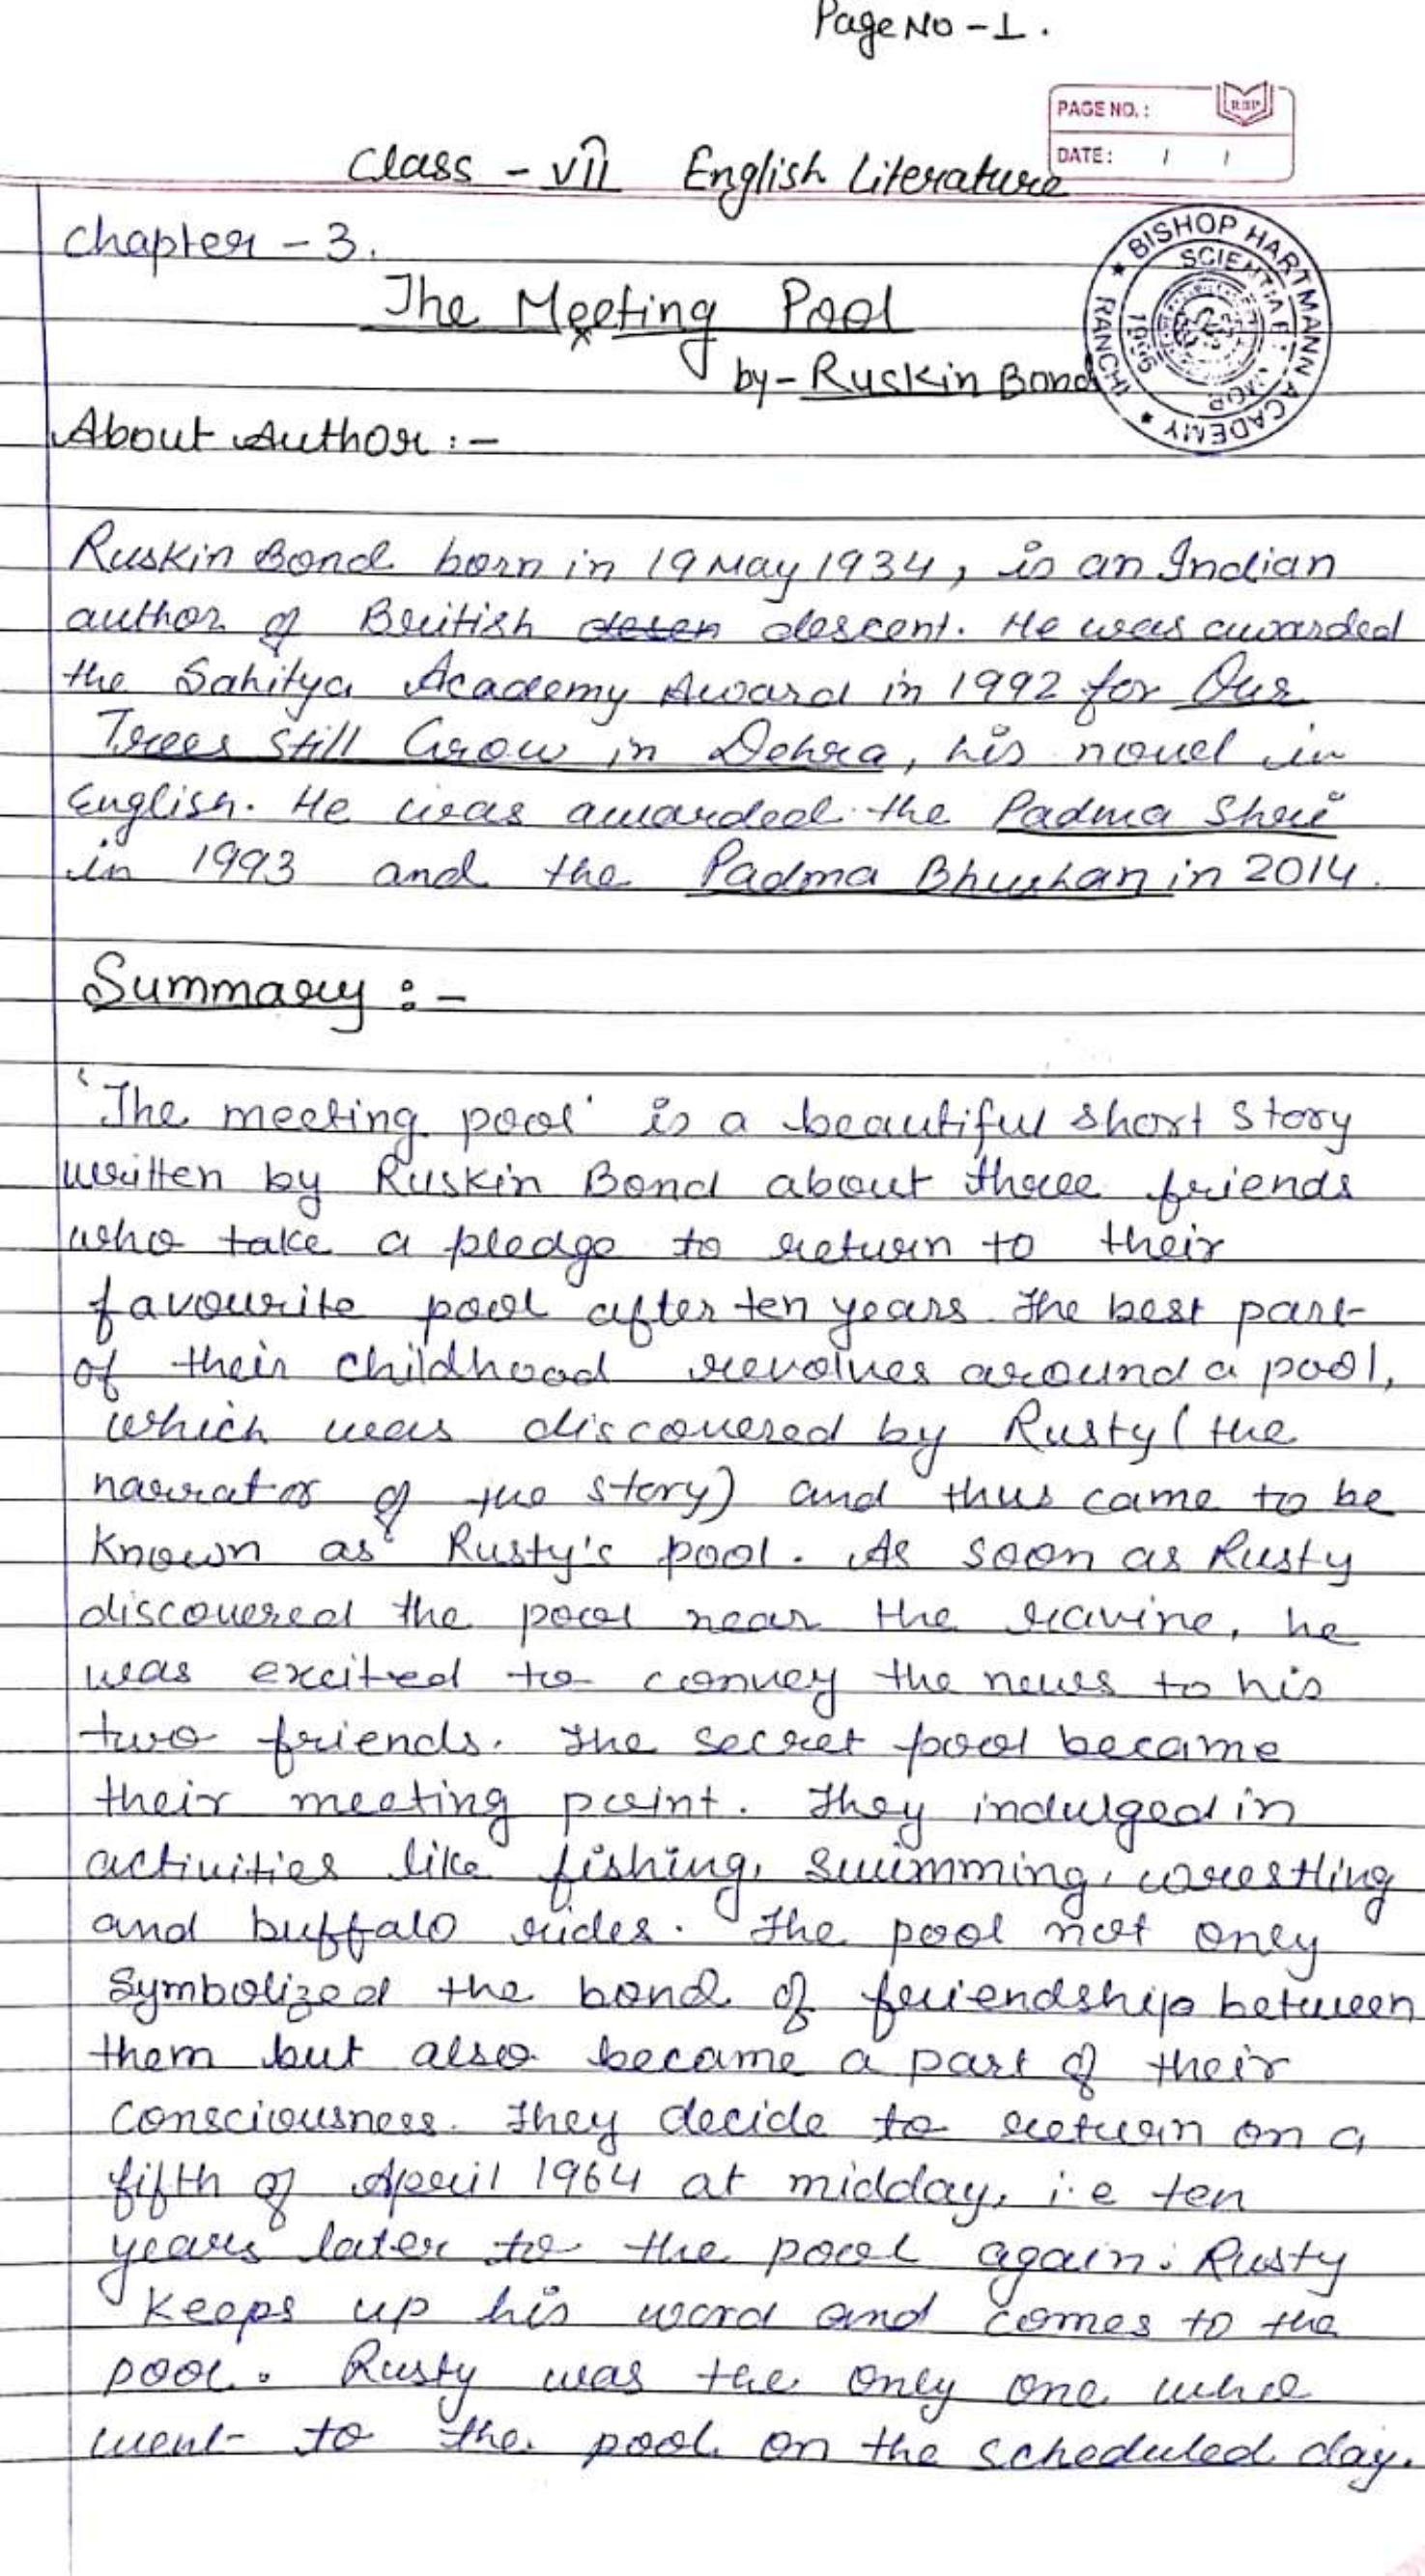 Page No - 1.
PAGE NO.:
RBP
DATE: / /
Class - VII English Literature
Chapter - 3.
The Meeting Pool
by - Ruskin Bond
BISHOP HARTMANN ACADEMY
RANCHI
1996
About Author :-
Ruskin Bond born in 19 May 1934, is an Indian
author of British descent. He was awarded
the Sahitya Academy Award in 1992 for Our
Trees Still Grow in Dehra, his novel in
English. He was awarded the Padma Shri
in 1993 and the Padma Bhushan in 2014.
Summary :-
'The meeting pool' is a beautiful short story
written by Ruskin Bond about three friends
who take a pledge to return to their
favourite pool after ten years. The best part
of their childhood revolves around a pool,
which was discovered by Rusty (the
narrator of the story) and thus came to be
known as Rusty's pool. As soon as Rusty
discovered the pool near the ravine, he
was excited to convey the news to his
two friends. The secret pool became
their meeting point. They indulged in
activities like fishing, swimming, wrestling
and buffalo rides. The pool not only
symbolized the bond of friendship between
them but also became a part of their
consciousness. They decide to return on a
fifth of April 1964 at midday, i.e ten
years later to the pool again. Rusty
keeps up his word and comes to the
pool. Rusty was the only one who
went to the pool on the scheduled day.